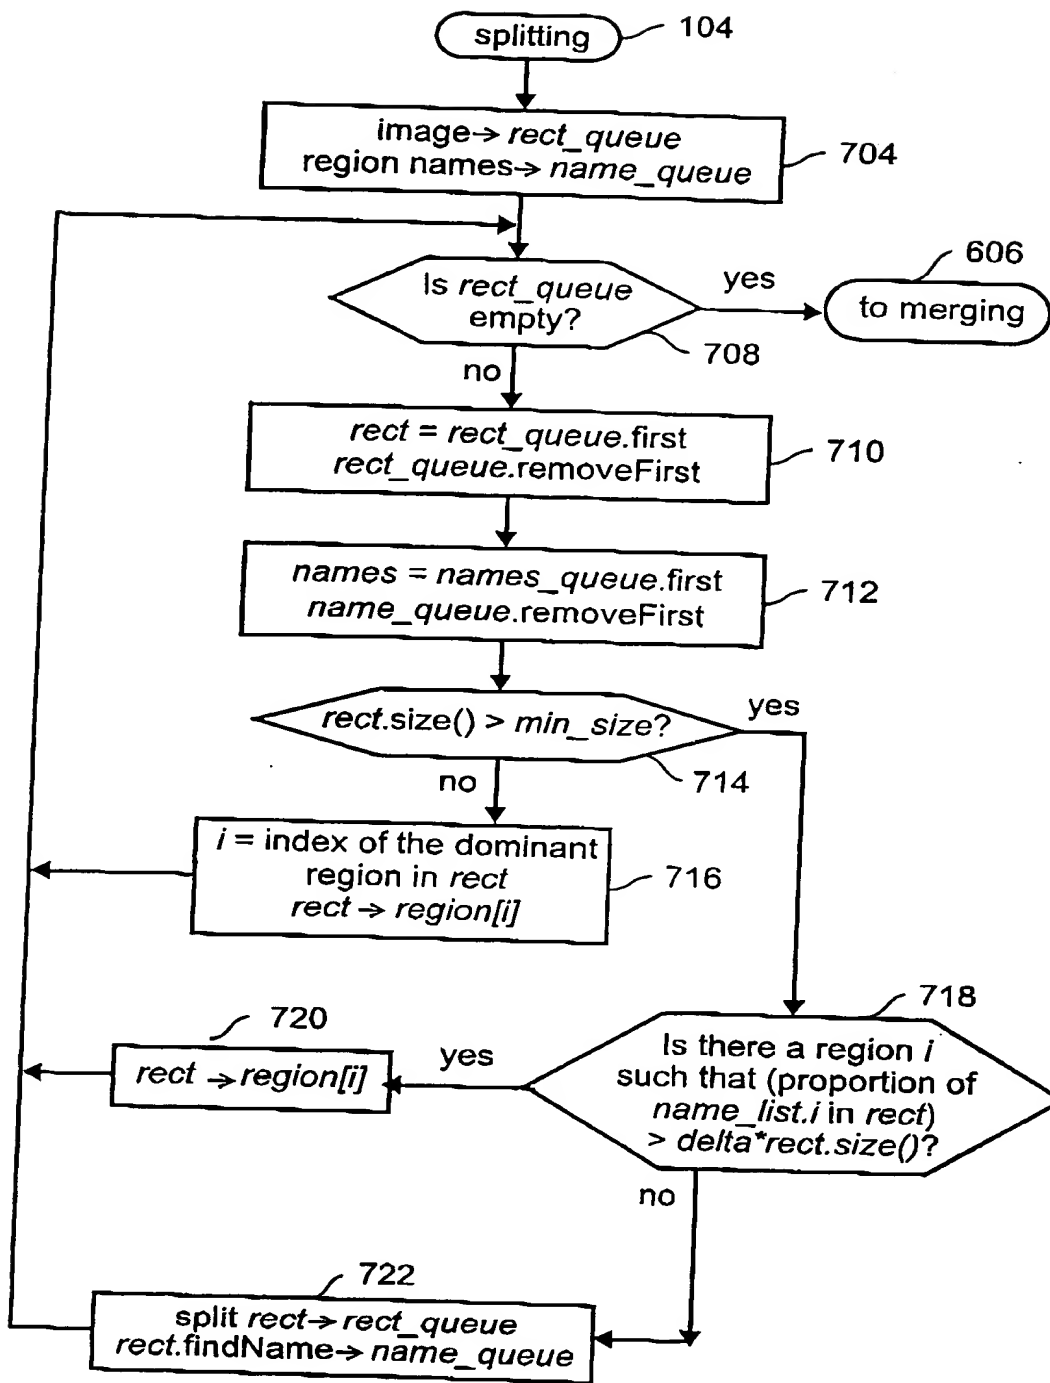 splitting
104
image→ rect_queue
region names→ name_queue
704
Is rect_queue
empty?
708
yes
606
to merging
no
rect = rect_queue.first
rect_queue.removeFirst
710
names = names_queue.first
name_queue.removeFirst
712
rect.size() > min_size?
714
yes
no
i = index of the dominant
region in rect
rect → region[i]
716
718
Is there a region i
such that (proportion of
name_list.i in rect)
> delta*rect.size()?
yes
720
rect → region[i]
no
722
split rect→ rect_queue
rect.findName→ name_queue